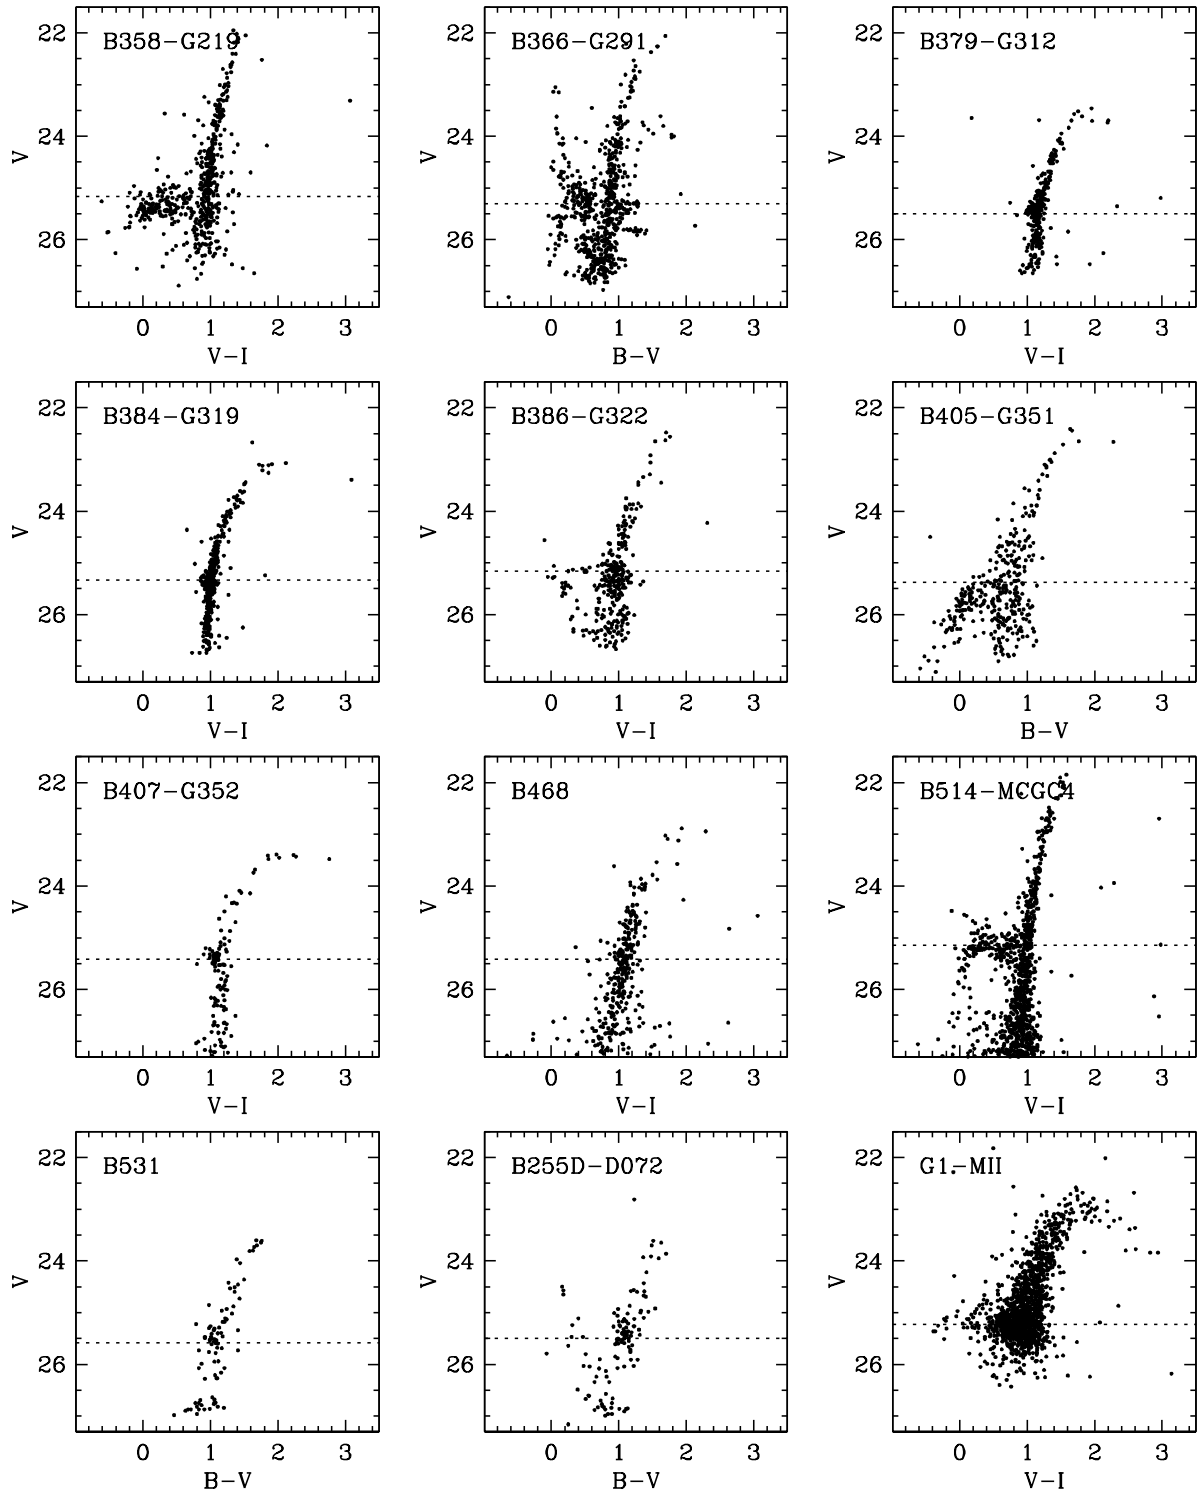 B358-G219
V
22
24
26
0 1 2 3
V-I
B366-G291
V
22
24
26
0 1 2 3
B-V
B379-G312
V
22
24
26
0 1 2 3
V-I
B384-G319
V
22
24
26
0 1 2 3
V-I
B386-G322
V
22
24
26
0 1 2 3
V-I
B405-G351
V
22
24
26
0 1 2 3
B-V
B407-G352
V
22
24
26
0 1 2 3
V-I
B468
V
22
24
26
0 1 2 3
V-I
B514-MCGC4
V
22
24
26
0 1 2 3
V-I
B531
V
22
24
26
0 1 2 3
B-V
B255D-D072
V
22
24
26
0 1 2 3
B-V
G1-MII
V
22
24
26
0 1 2 3
V-I